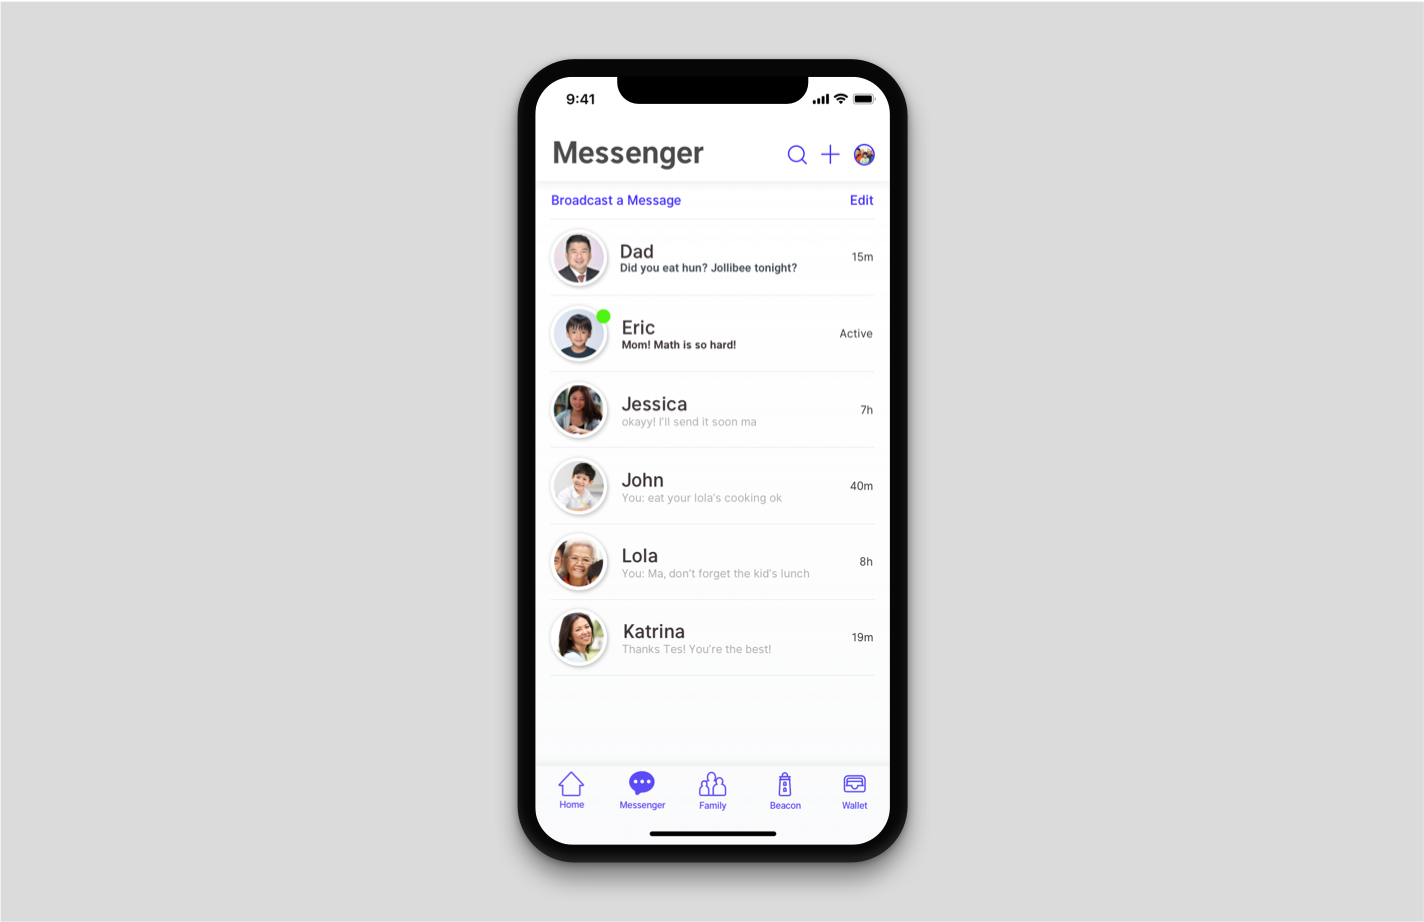 9:41
Messenger
Broadcast a Message Edit
Dad
Did you eat hun? Jollibee tonight?
15m
Eric
Mom! Math is so hard!
Active
Jessica
okayy! I'll send it soon ma
7h
John
You: eat your lola's cooking ok
40m
Lola
You: Ma, don't forget the kid's lunch
8h
Katrina
Thanks Tes! You're the best!
19m
Home Messenger Family Beacon Wallet